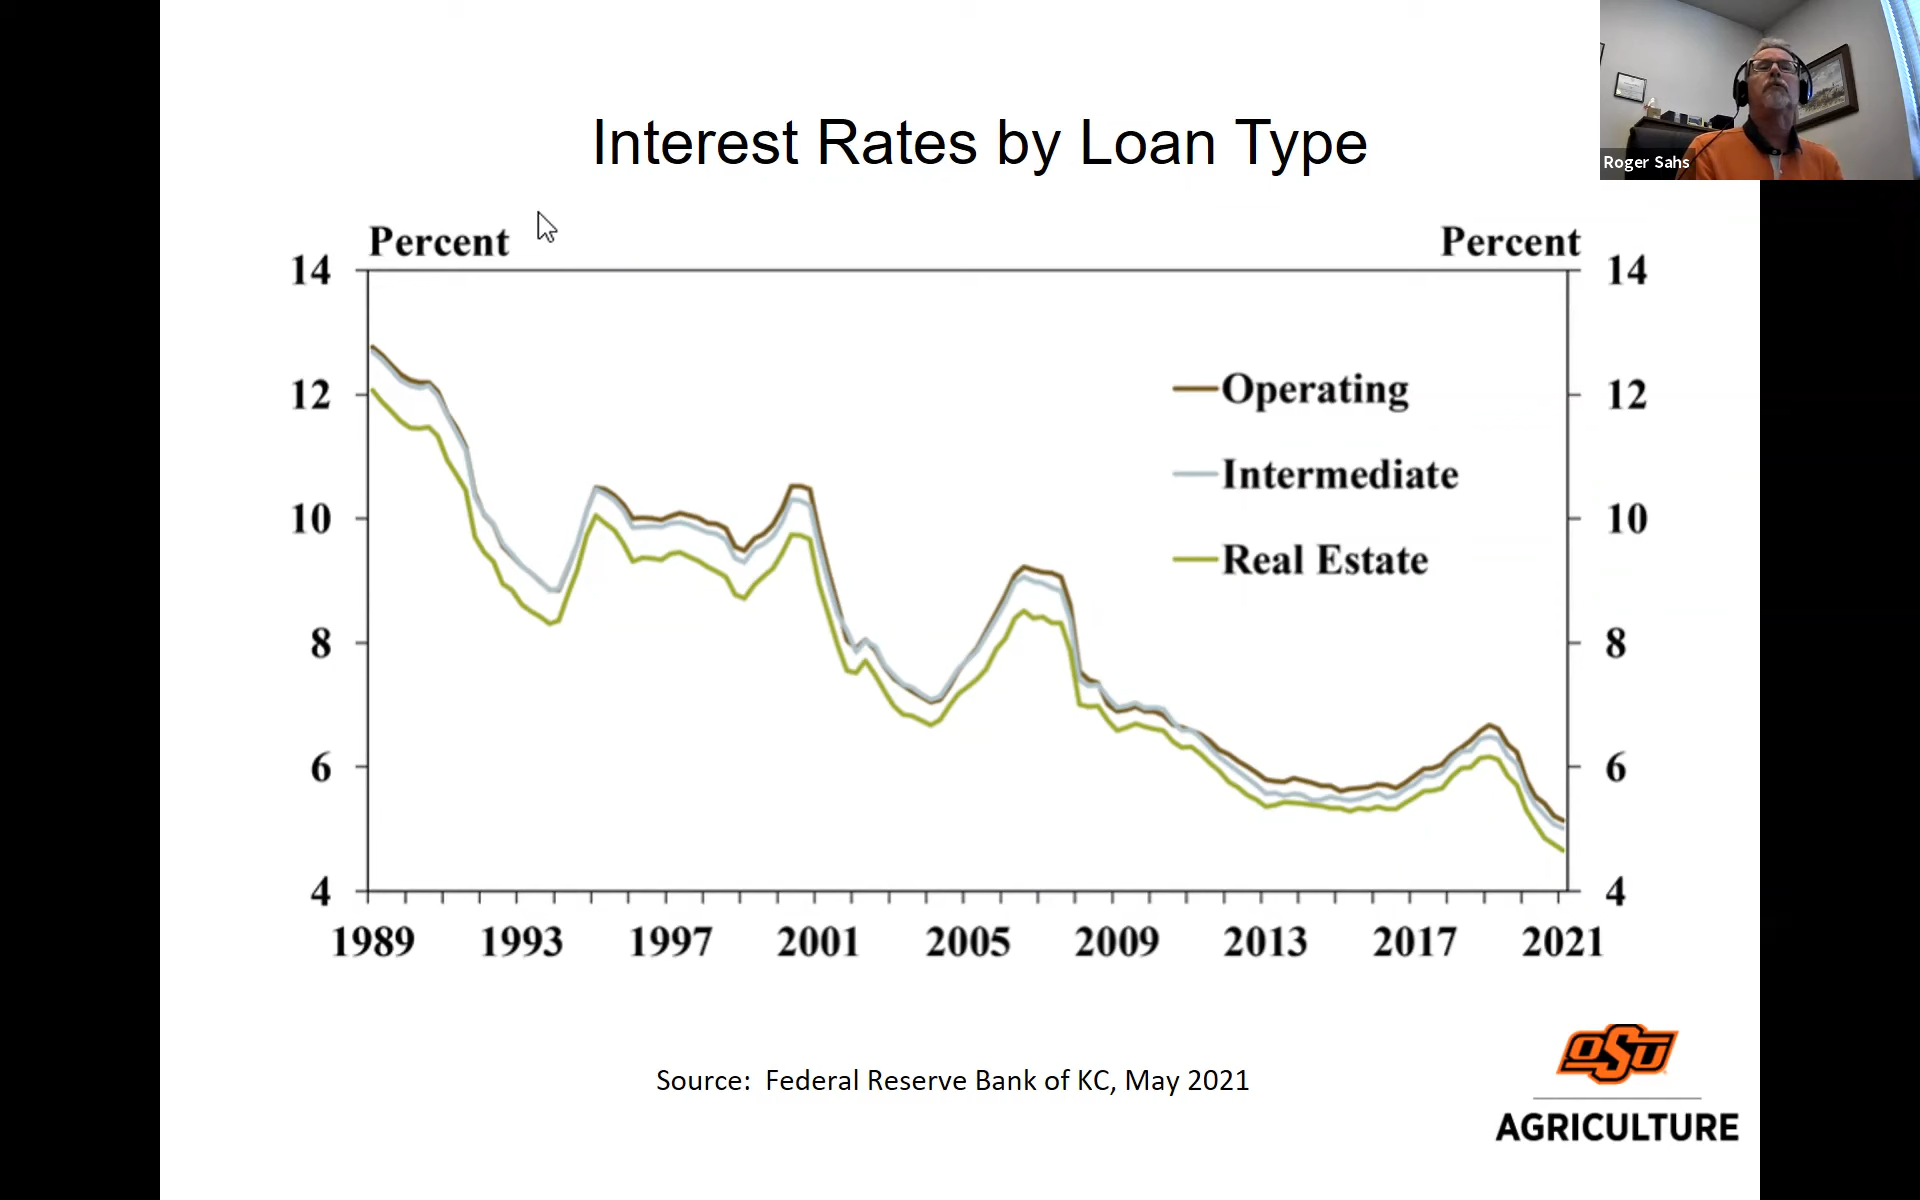 Interest Rates by Loan Type
Roger Sahs
Percent Percent
14 14
12 12
10 10
8 8
6 6
4 4
Operating
Intermediate
Real Estate
1989 1993 1997 2001 2005 2009 2013 2017 2021
Source: Federal Reserve Bank of KC, May 2021
OSU
AGRICULTURE